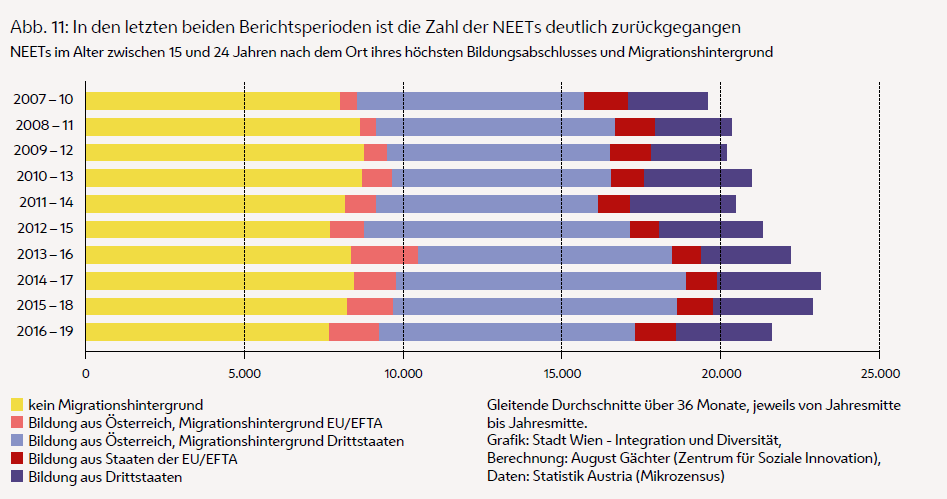 Abb. 11: In den letzten beiden Berichtsperioden ist die Zahl der NEETs deutlich zurückgegangen
NEETs im Alter zwischen 15 und 24 Jahren nach dem Ort ihres höchsten Bildungsabschlusses und Migrationshintergrund
2007 – 10
2008 – 11
2009 – 12
2010 – 13
2011 – 14
2012 – 15
2013 – 16
2014 – 17
2015 – 18
2016 – 19
0 5.000 10.000 15.000 20.000 25.000
kein Migrationshintergrund
Bildung aus Österreich, Migrationshintergrund EU/EFTA
Bildung aus Österreich, Migrationshintergrund Drittstaaten
Bildung aus Staaten der EU/EFTA
Bildung aus Drittstaaten
Gleitende Durchschnitte über 36 Monate, jeweils von Jahresmitte
bis Jahresmitte.
Grafik: Stadt Wien - Integration und Diversität,
Berechnung: August Gächter (Zentrum für Soziale Innovation),
Daten: Statistik Austria (Mikrozensus)